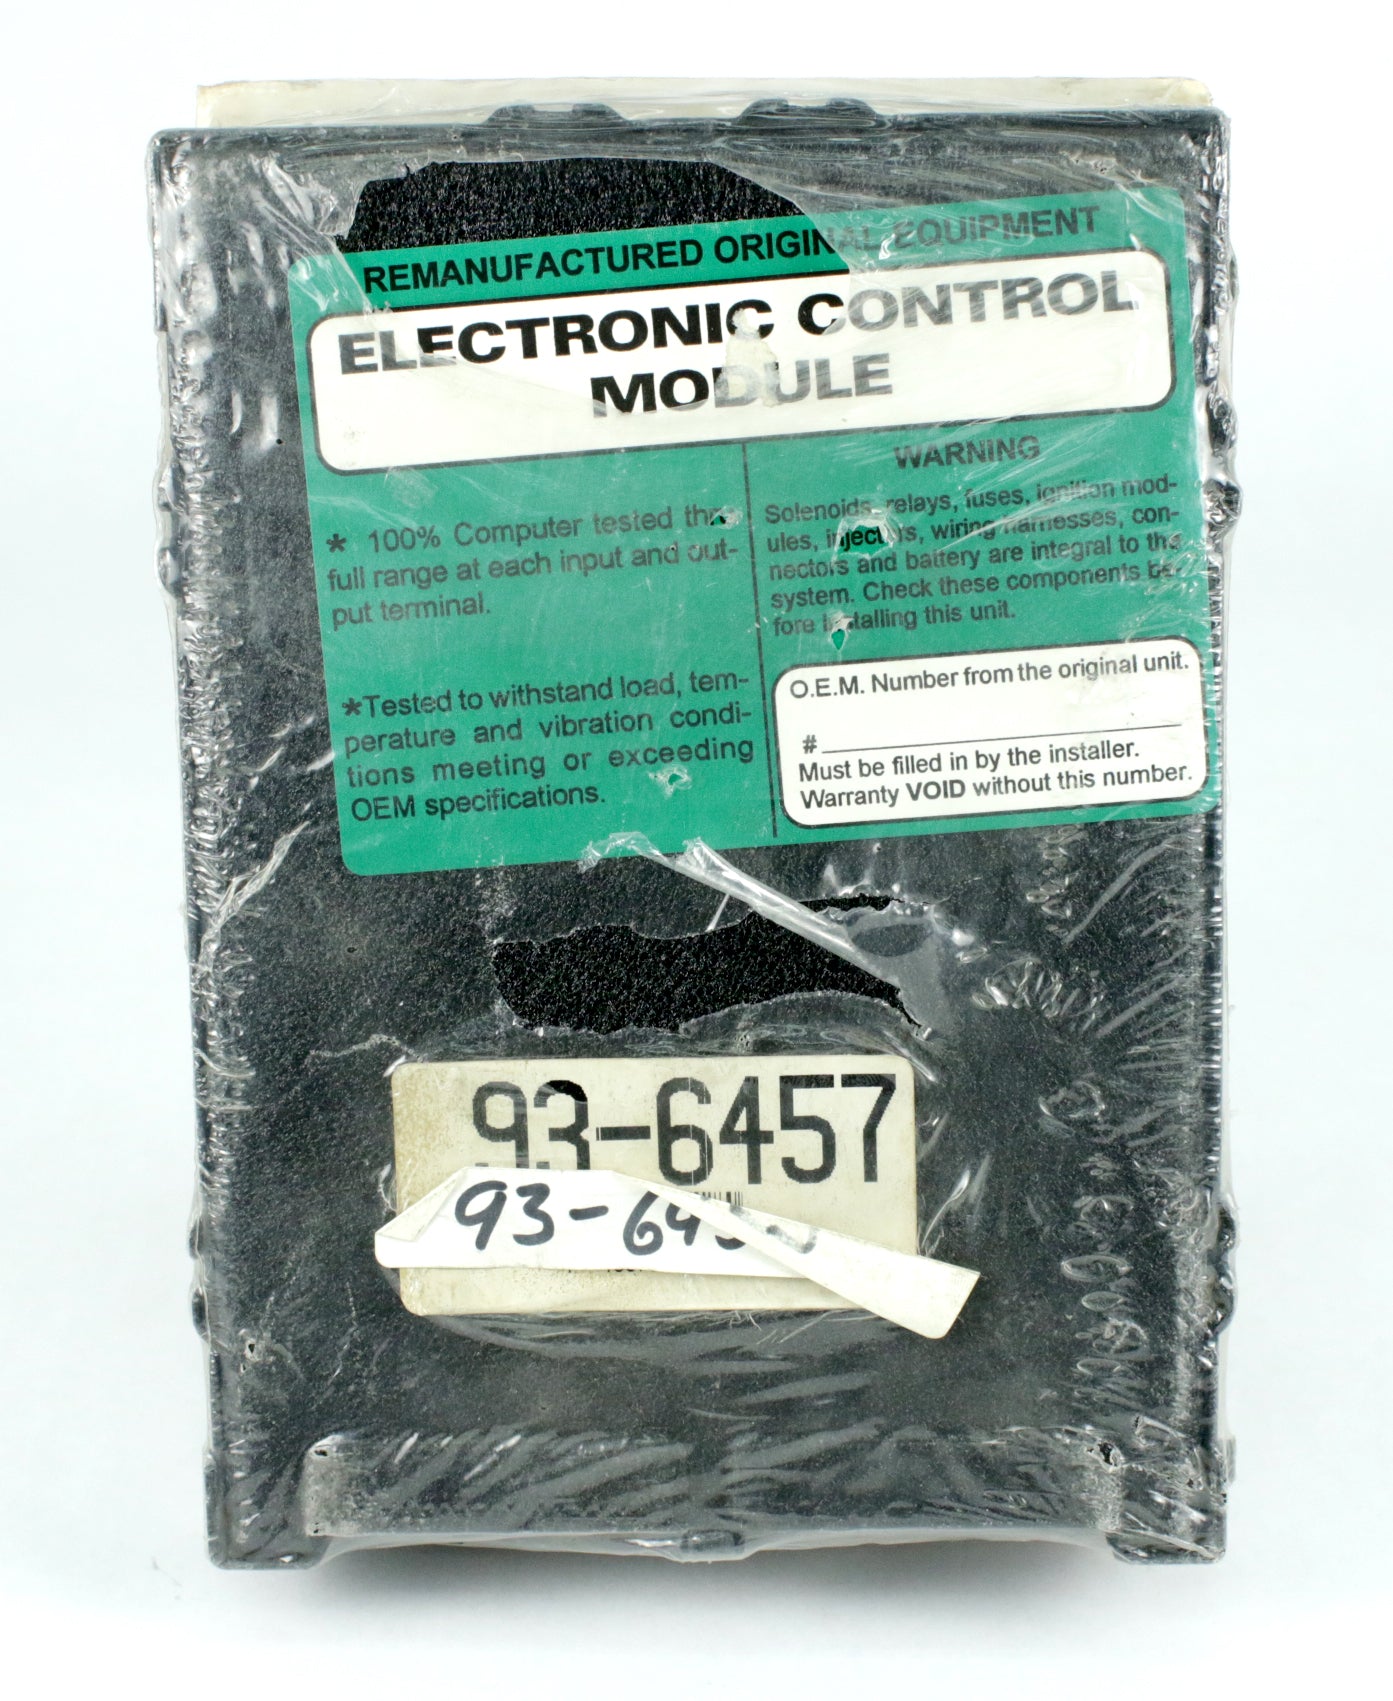 REMANUFACTURED ORIGINAL EQUIPMENT
ELECTRONIC CONTROL
MODULE
* 100% Computer tested thru
full range at each input and out-
put terminal.
*Tested to withstand load, tem-
perature and vibration condi-
tions meeting or exceeding
OEM specifications.
WARNING
Solenoids, relays, fuses, ignition mod-
ules, injectors, wiring harnesses, con-
nectors and battery are integral to the
system. Check these components be-
fore installing this unit.
O.E.M. Number from the original unit.
#
Must be filled in by the installer.
Warranty VOID without this number.
93-6457